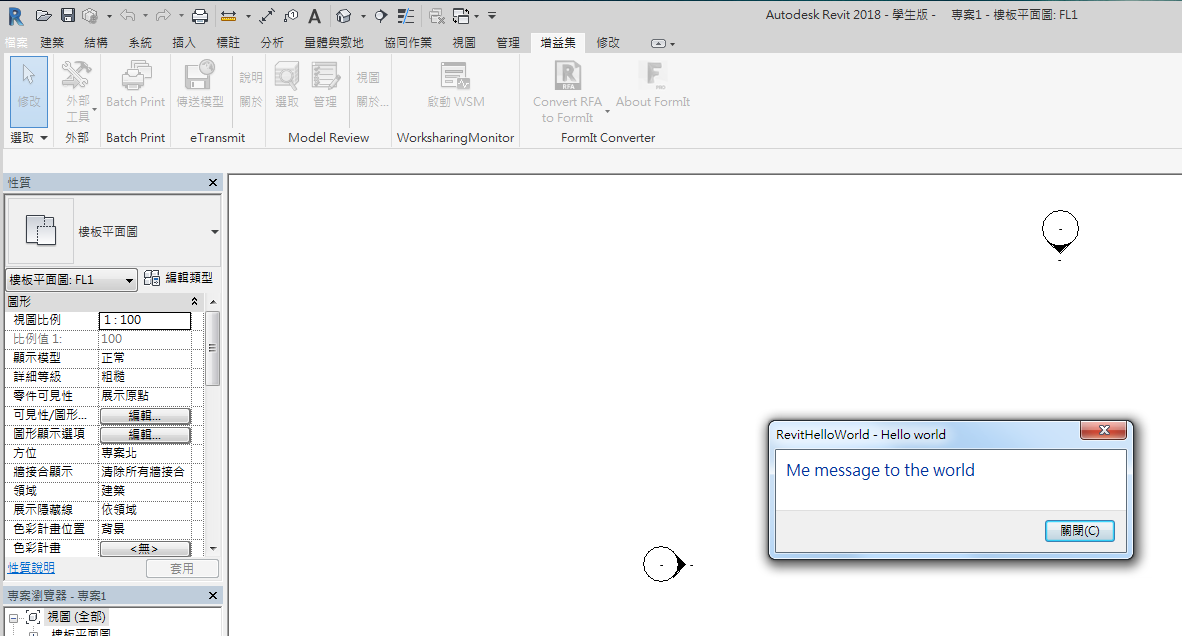 Autodesk Revit 2018 - 學生版 - 專案1 - 樓板平面圖: FL1
檔案 建築 結構 系統 插入 標註 分析 量體與敷地 協同作業 視圖 管理 增益集 修改
修改
外部
工具
Batch Print
傳送模型
說明
關於
選取
管理
視圖
關於...
啟動 WSM
Convert RFA
to FormIt
About FormIt
選取 外部 Batch Print eTransmit Model Review WorksharingMonitor FormIt Converter
性質
樓板平面圖
樓板平面圖: FL1 編輯類型
圖形
視圖比例 1 : 100
比例值 1: 100
顯示模型 正常
詳細等級 粗糙
零件可見性 展示原點
可見性/圖形... 編輯...
圖形顯示選項 編輯...
方位 專案北
牆接合顯示 清除所有牆接合
領域 建築
展示隱藏線 依領域
色彩計畫位置 背景
色彩計畫 <無>
性質說明 套用
專案瀏覽器 - 專案1
視圖 (全部)
樓板平面圖
RevitHelloWorld - Hello world
Me message to the world
關閉(C)